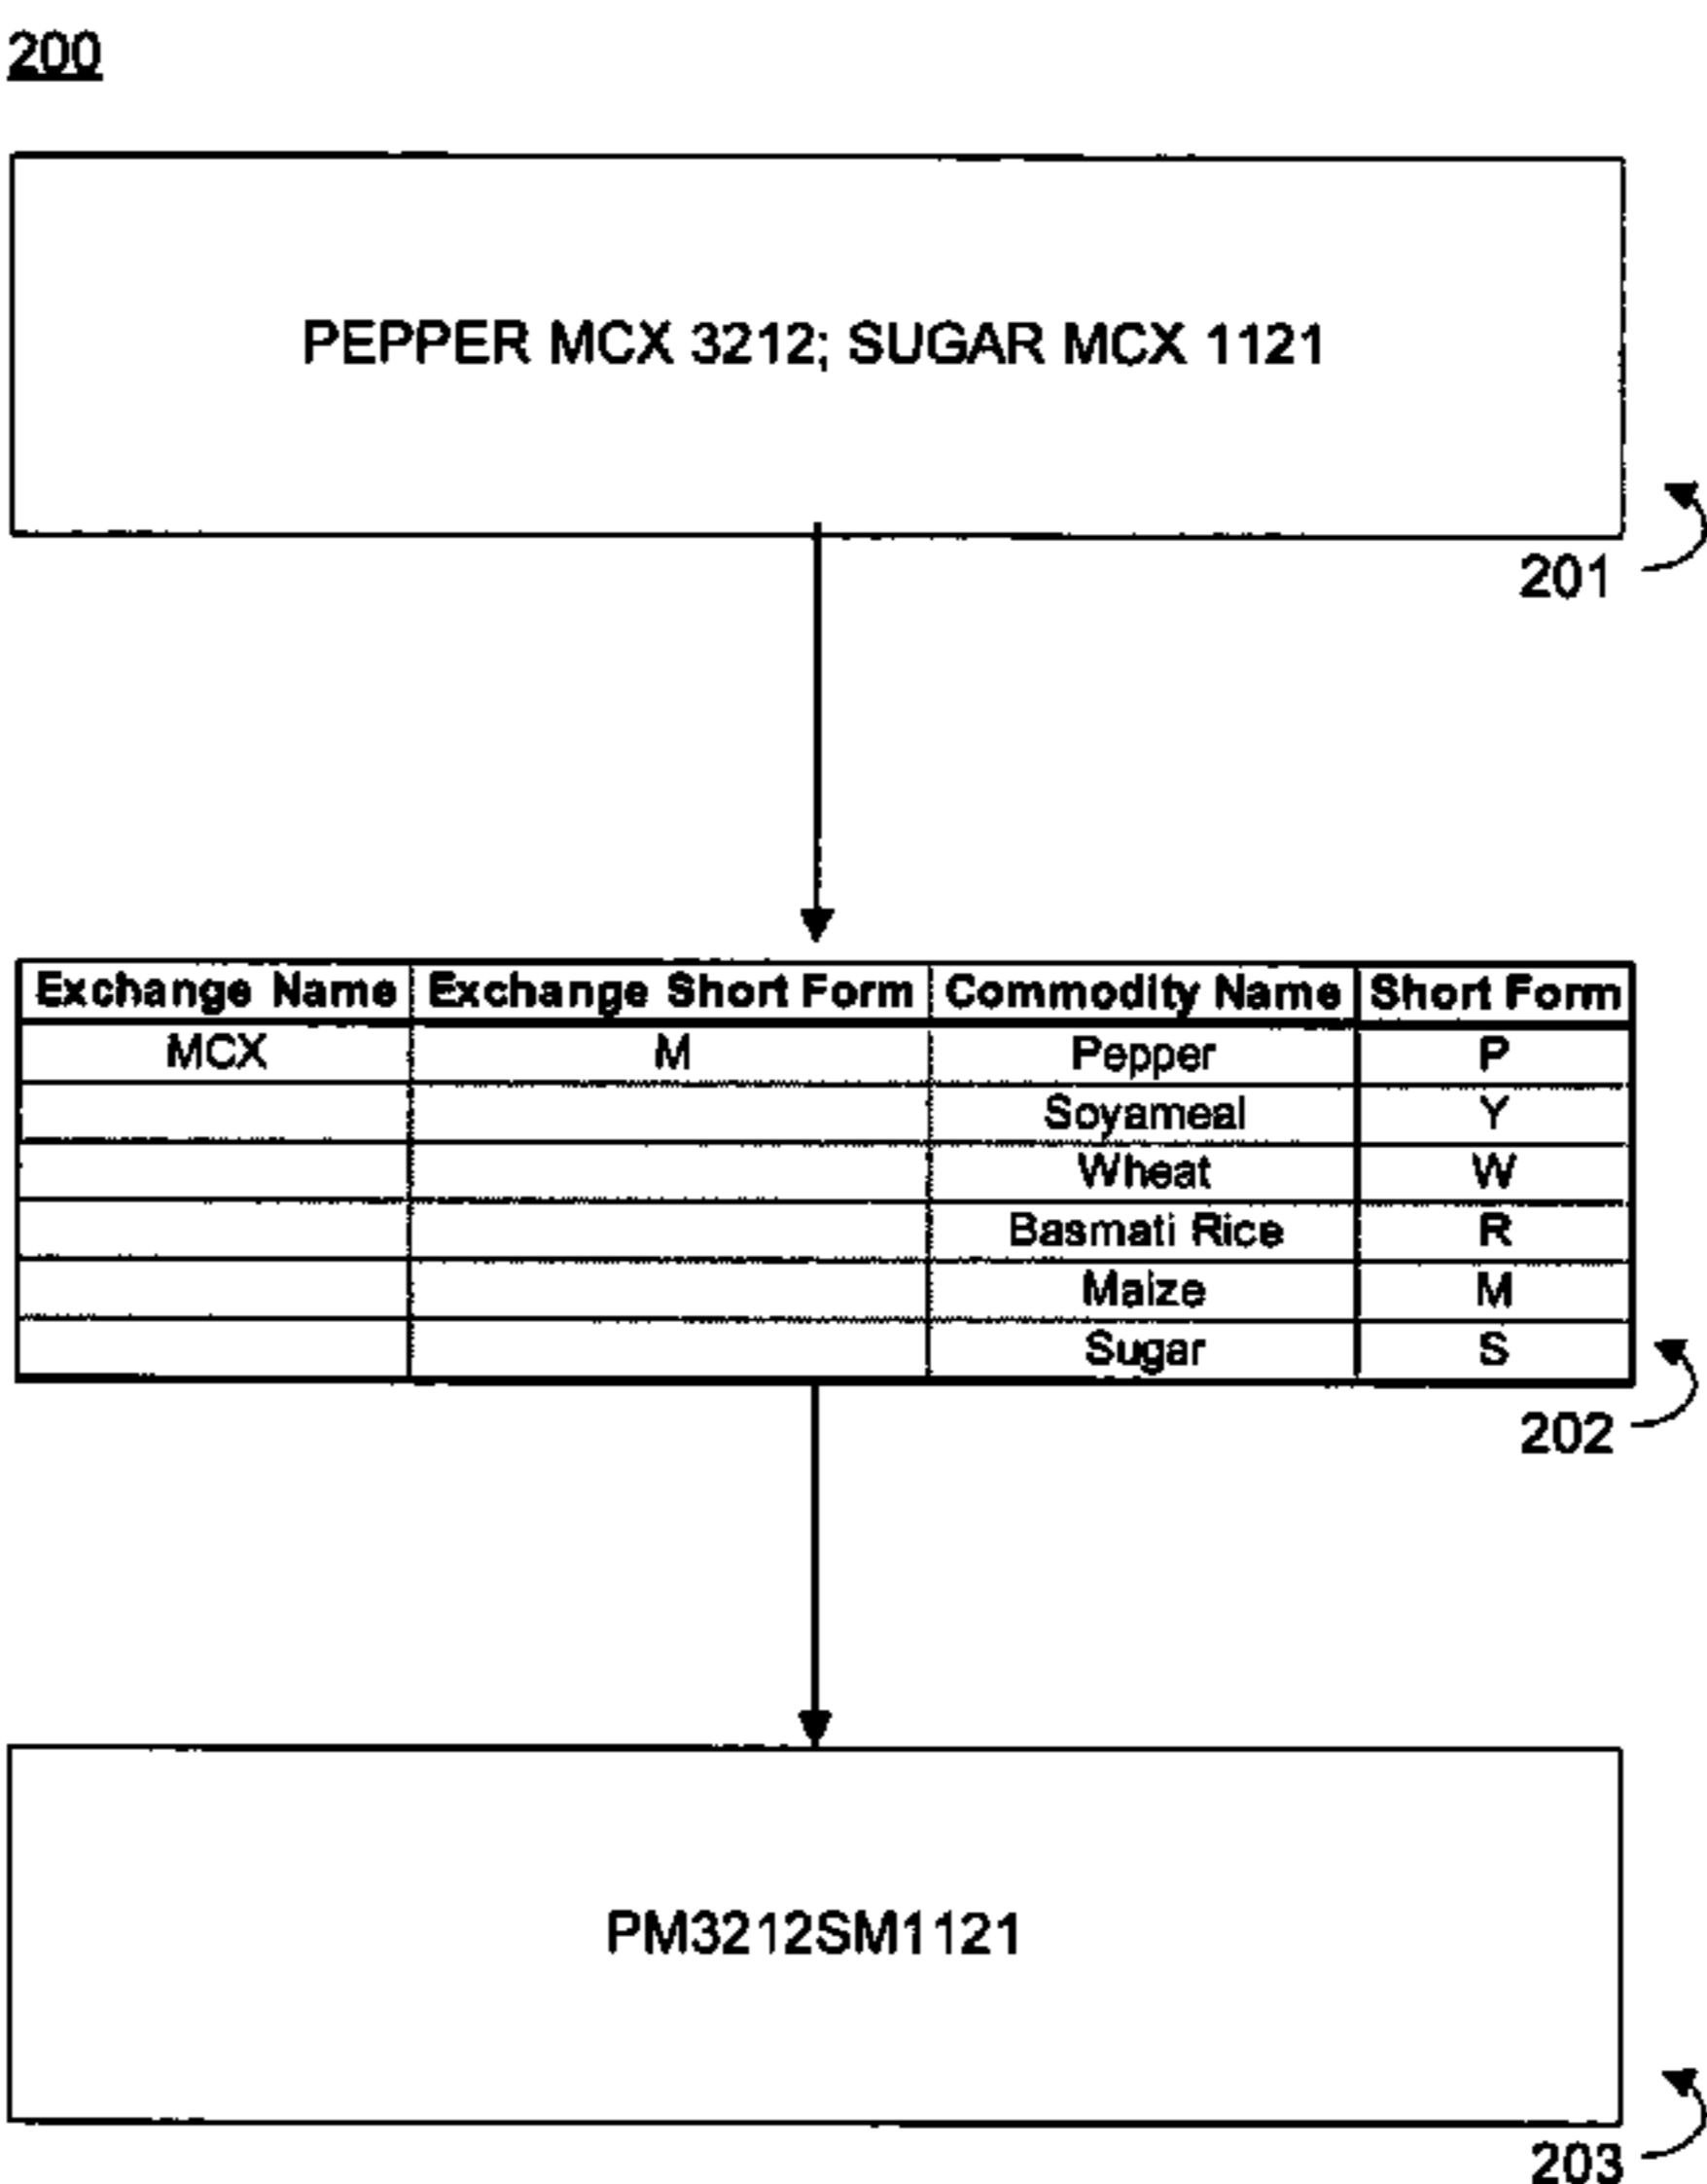 200
PEPPER MCX 3212; SUGAR MCX 1121
201
Exchange Name Exchange Short Form Commodity Name Short Form
MCX M Pepper P
Soyameal Y
Wheat W
Basmati Rice R
Maize M
Sugar S
202
PM3212SM1121
203